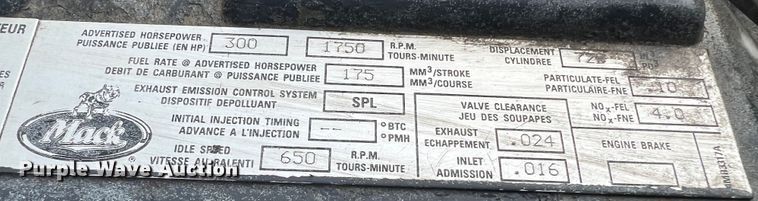 TEUR
ADVERTISED HORSEPOWER
PUISSANCE PUBLIEE (EN HP)
300
1750
R.P.M.
TOURS-MINUTE
DISPLACEMENT
CYLINDREE
FUEL RATE @ ADVERTISED HORSEPOWER
DEBIT DE CARBURANT @ PUISSANCE PUBLIEE
175
MM³/STROKE
MM³/COURSE
PARTICULATE-FEL
PARTICULAIRE-FNE
.10
EXHAUST EMISSION CONTROL SYSTEM
DISPOSITIF DEPOLLUANT
SPL
VALVE CLEARANCE
JEU DES SOUPAPES
NOx-FEL
NOx-FNE
4.0
Mack
INITIAL INJECTION TIMING
AVANCE A L'INJECTION
--
°BTC
°PMH
EXHAUST
ECHAPPEMENT
.024
ENGINE BRAKE
IDLE SPEED
VITESSE AU RALENTI
650
R.P.M.
TOURS-MINUTE
INLET
ADMISSION
.016
Purple Wave Auction